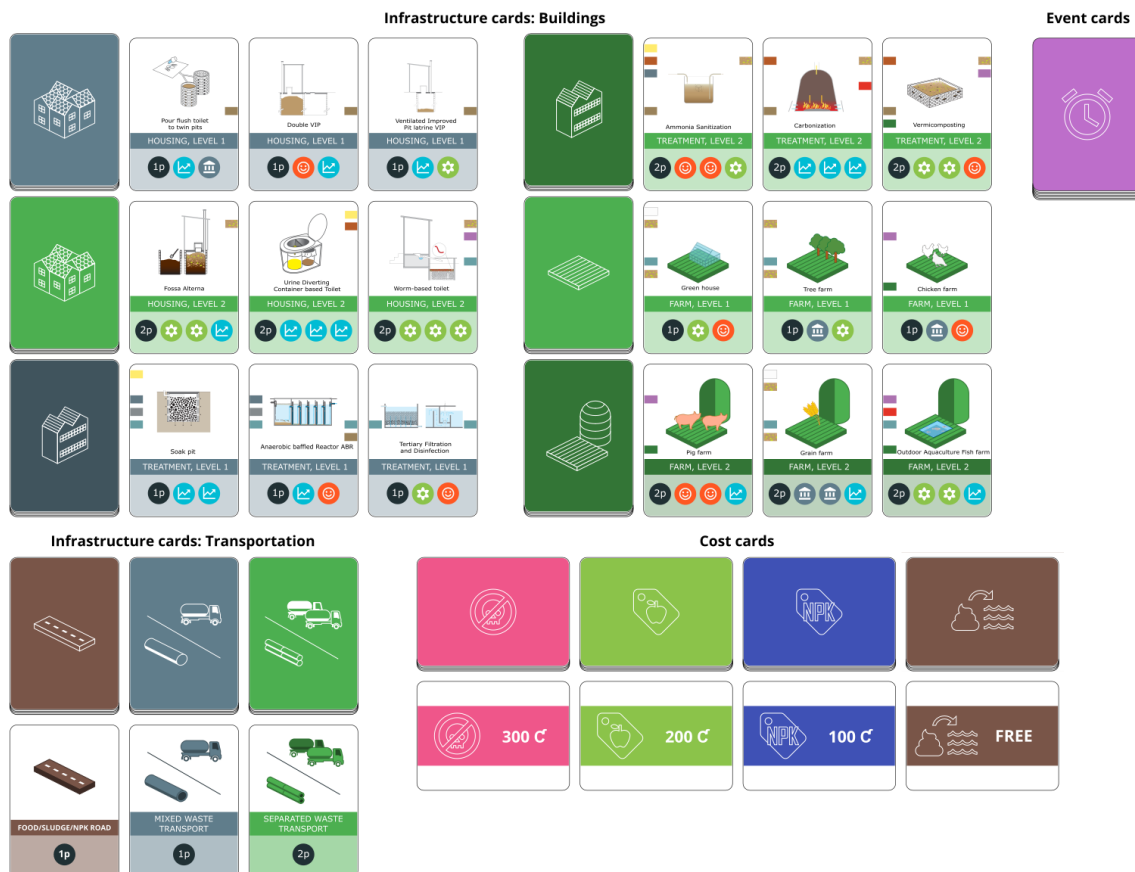 Infrastructure cards: Buildings
Event cards
Pour flush toilet
to twin pits
HOUSING, LEVEL 1
1p
Double VIP
HOUSING, LEVEL 1
1p
Ventilated Improved
Pit latrine VIP
HOUSING, LEVEL 1
1p
Ammonia Sanitization
TREATMENT, LEVEL 2
2p
Carbonization
TREATMENT, LEVEL 2
2p
Vermicomposting
TREATMENT, LEVEL 2
2p
Fossa Alterna
HOUSING, LEVEL 2
2p
Urine Diverting
Container based Toilet
HOUSING, LEVEL 2
2p
Worm-based toilet
HOUSING, LEVEL 2
2p
Green house
FARM, LEVEL 1
1p
Tree farm
FARM, LEVEL 1
1p
Chicken farm
FARM, LEVEL 1
1p
Soak pit
TREATMENT, LEVEL 1
1p
Anaerobic baffled Reactor ABR
TREATMENT, LEVEL 1
1p
Tertiary Filtration
and Disinfection
TREATMENT, LEVEL 1
1p
Pig farm
FARM, LEVEL 2
2p
Grain farm
FARM, LEVEL 2
2p
Outdoor Aquaculture Fish farm
FARM, LEVEL 2
2p
Infrastructure cards: Transportation
Cost cards
NPK
300 C
200 C
NPK 100 C
FREE
FOOD/SLUDGE/NPK ROAD
1p
MIXED WASTE
TRANSPORT
1p
SEPARATED WASTE
TRANSPORT
2p